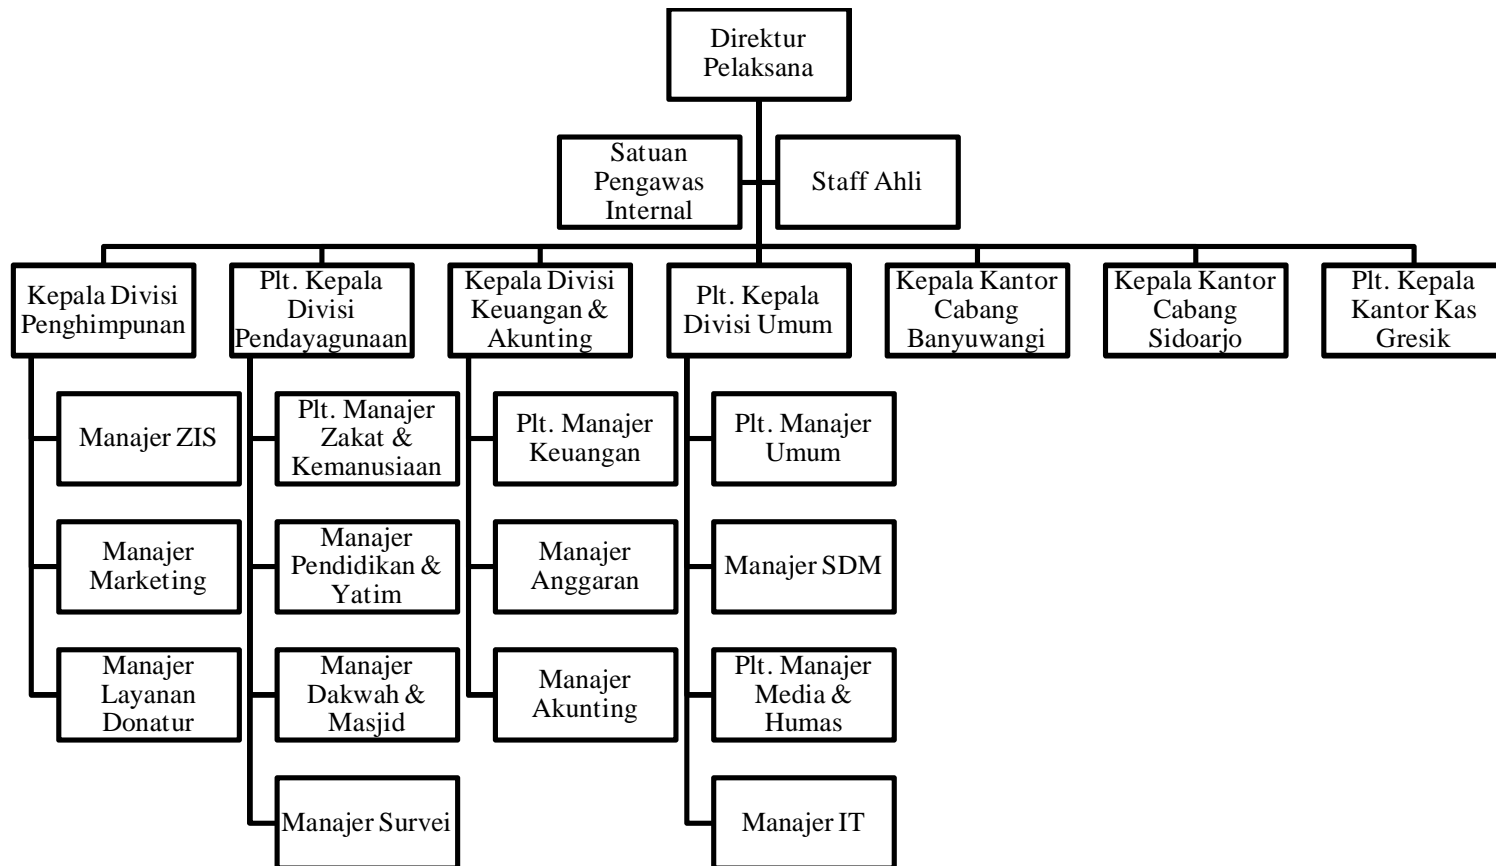 Direktur
Pelaksana
Satuan
Pengawas
Internal
Staff Ahli
Kepala Divisi
Penghimpunan
Plt. Kepala
Divisi
Pendayagunaan
Kepala Divisi
Keuangan &
Akunting
Plt. Kepala
Divisi Umum
Kepala Kantor
Cabang
Banyuwangi
Kepala Kantor
Cabang
Sidoarjo
Plt. Kepala
Kantor Kas
Gresik
Manajer ZIS
Manajer
Marketing
Manajer
Layanan
Donatur
Plt. Manajer
Zakat &
Kemanusiaan
Manajer
Pendidikan &
Yatim
Manajer
Dakwah &
Masjid
Manajer Survei
Plt. Manajer
Keuangan
Manajer
Anggaran
Manajer
Akunting
Plt. Manajer
Umum
Manajer SDM
Plt. Manajer
Media &
Humas
Manajer IT